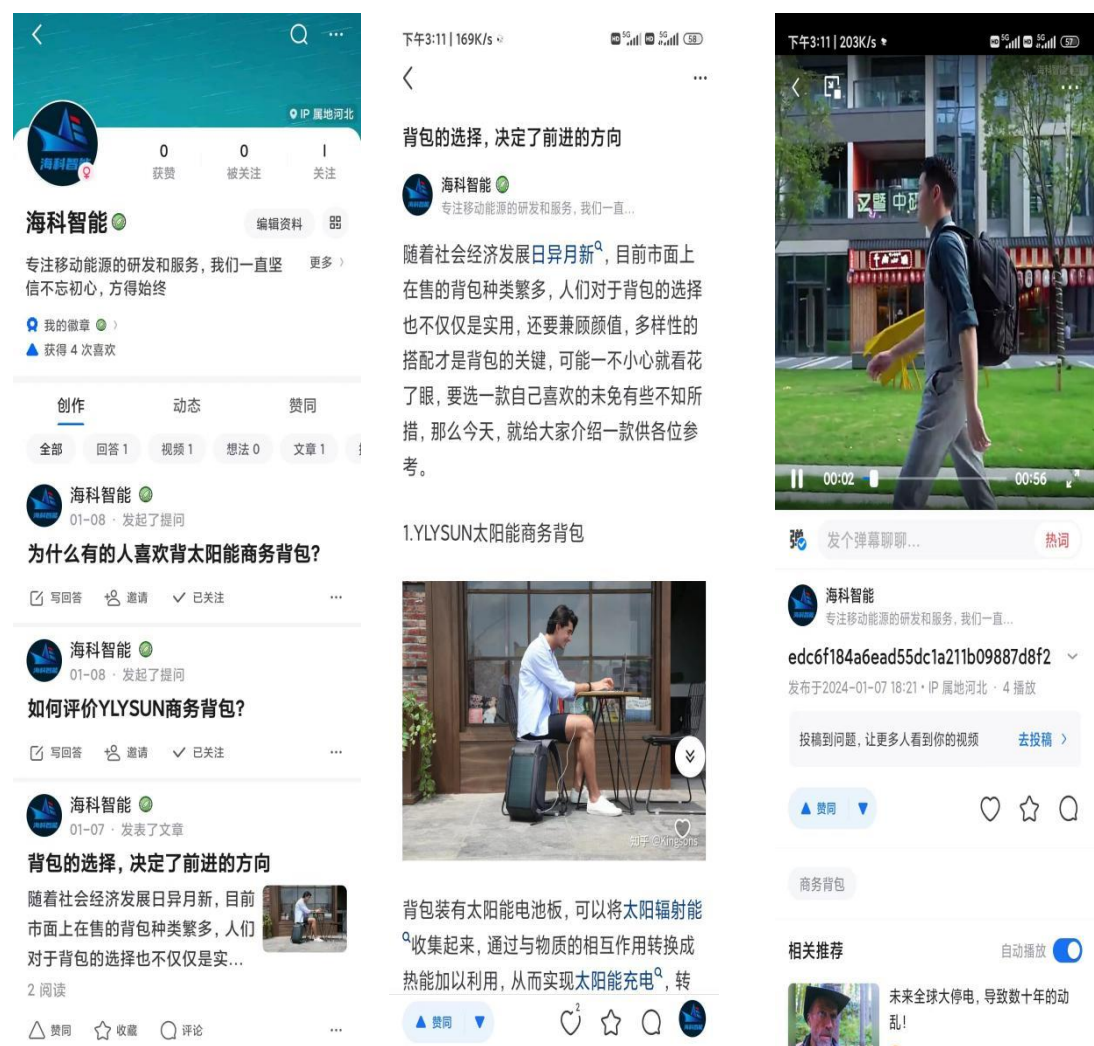 IP 属地河北
海科智能
0
获赞
0
被关注
1
关注
海科智能
编辑资料
专注移动能源的研发和服务，我们一直坚
信不忘初心，方得始终
更多
我的徽章
获得 4 次喜欢
创作
动态
赞同
全部
回答 1
视频 1
想法 0
文章 1
海科智能
01-08 · 发起了提问
为什么有的人喜欢背太阳能商务背包？
写回答
邀请
已关注
海科智能
01-08 · 发起了提问
如何评价YLYSUN商务背包？
写回答
邀请
已关注
海科智能
01-07 · 发表了文章
背包的选择，决定了前进的方向
随着社会经济发展日异月新，目前
市面上在售的背包种类繁多，人们
对于背包的选择也不仅仅是实...
2 阅读
赞同
收藏
评论
下午3:11 | 169K/s
HD 5G HD 5G 58
背包的选择，决定了前进的方向
海科智能
专注移动能源的研发和服务，我们一直...
随着社会经济发展日异月新，目前市面上
在售的背包种类繁多，人们对于背包的选择
也不仅仅是实用，还要兼顾颜值，多样性的
搭配才是背包的关键，可能一不小心就看花
了眼，要选一款自己喜欢的未免有些不知所
措，那么今天，就给大家介绍一款供各位参
考。
1.YLYSUN太阳能商务背包
知乎 @Kingsons
背包装有太阳能电池板，可以将太阳辐射能
收集起来，通过与物质的相互作用转换成
热能加以利用，从而实现太阳能充电，转
赞同
2
下午3:11 | 203K/s
HD 5G HD 5G 57
海科智能
00:02
00:56
弹
发个弹幕聊聊...
热词
海科智能
专注移动能源的研发和服务，我们一直...
edc6f184a6ead55dc1a211b09887d8f2
发布于2024-01-07 18:21 · IP 属地河北 · 4 播放
投稿到问题，让更多人看到你的视频
去投稿
赞同
商务背包
相关推荐
自动播放
未来全球大停电，导致数十年的动
乱！